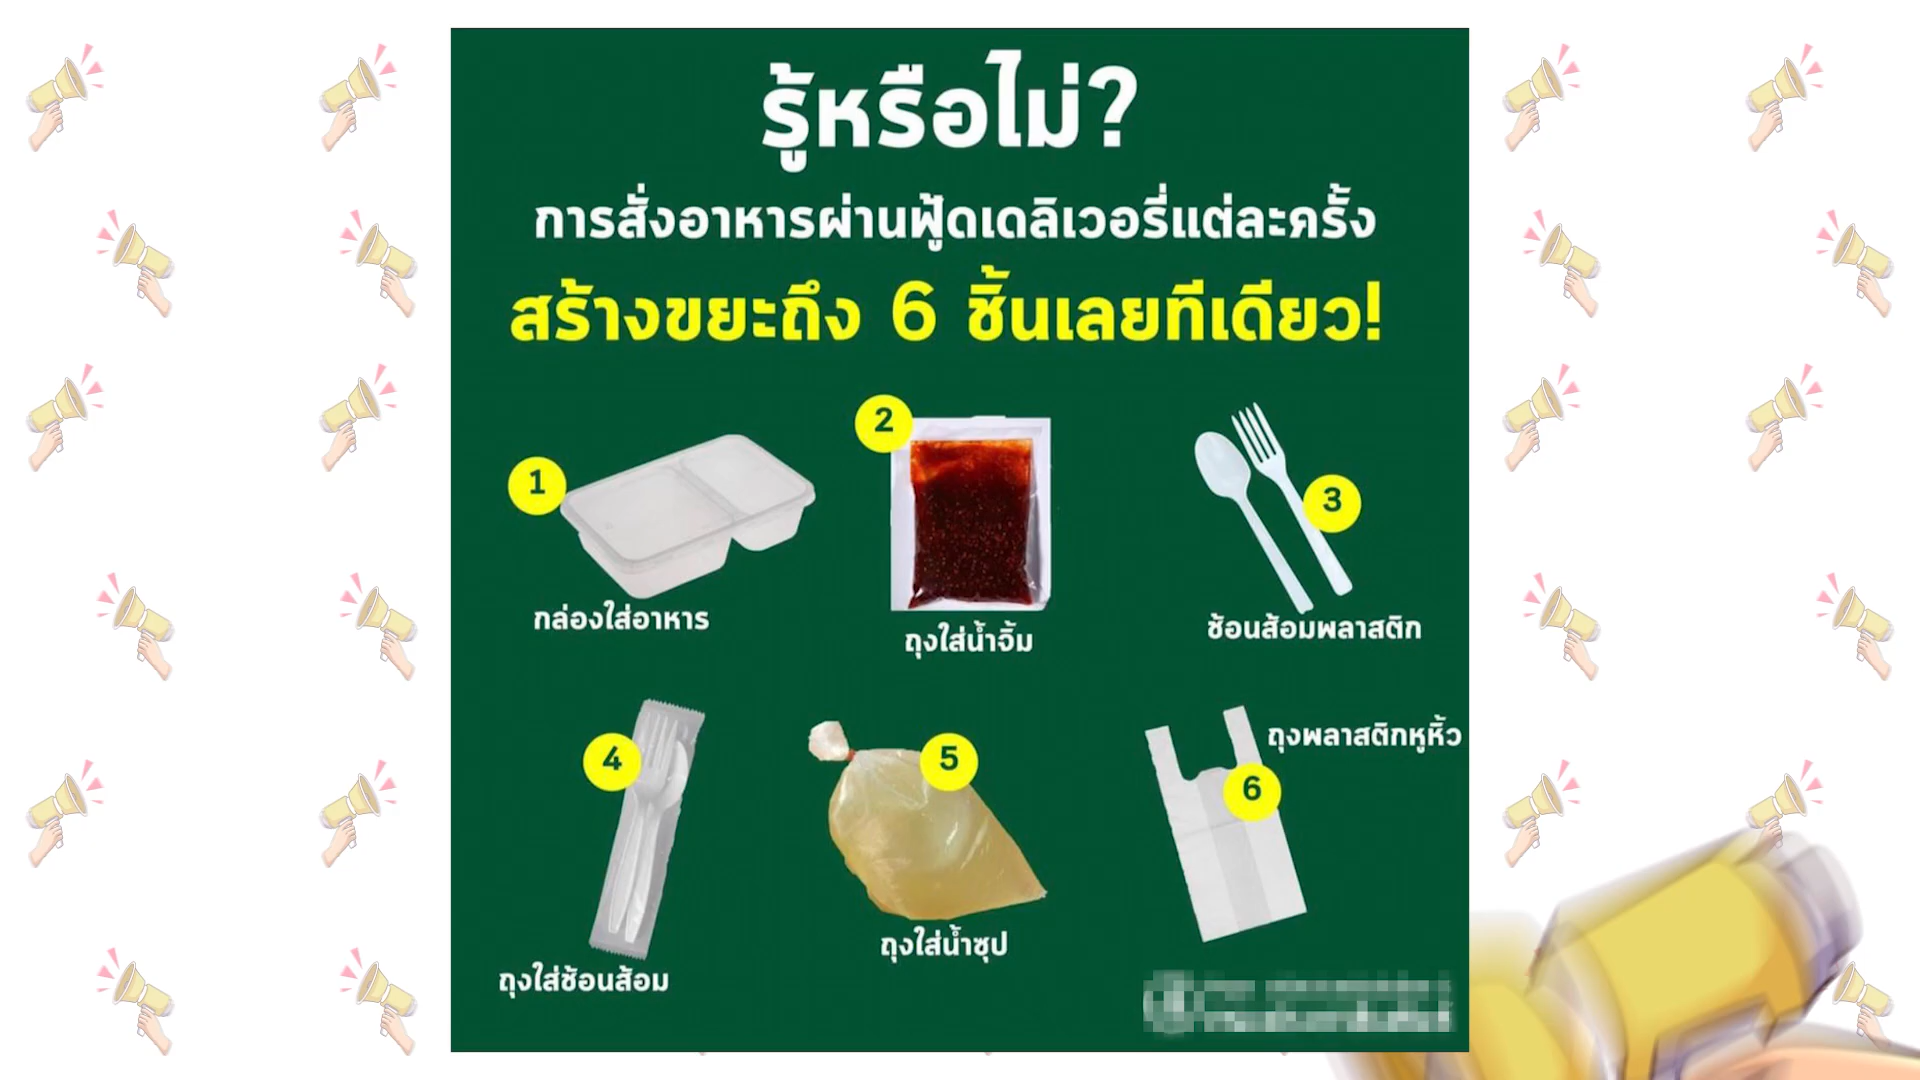 รู้หรือไม่?
การสั่งอาหารผ่านฟู้ดเดลิเวอรี่แต่ละครั้ง
สร้างขยะถึง 6 ชิ้นเลยทีเดียว!
1
กล่องใส่อาหาร
2
ถุงใส่น้ำจิ้ม
3
ช้อนส้อมพลาสติก
4
ถุงใส่ช้อนส้อม
5
ถุงใส่น้ำซุป
6
ถุงพลาสติกหูหิ้ว